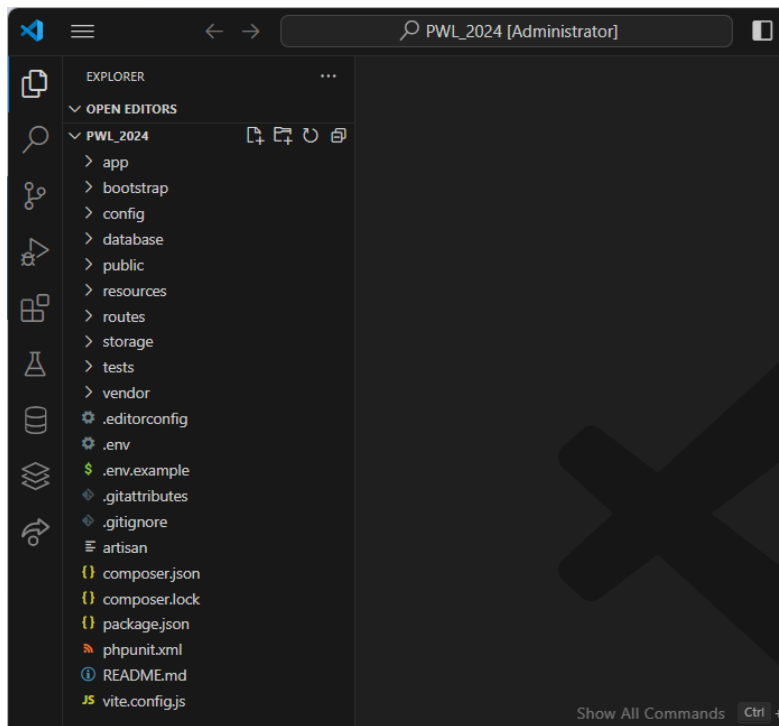 PWL_2024 [Administrator]
EXPLORER
OPEN EDITORS
PWL_2024
app
bootstrap
config
database
public
resources
routes
storage
tests
vendor
.editorconfig
.env
$ .env.example
.gitattributes
.gitignore
artisan
{} composer.json
{} composer.lock
{} package.json
phpunit.xml
README.md
JS vite.config.js
Show All Commands Ctrl +